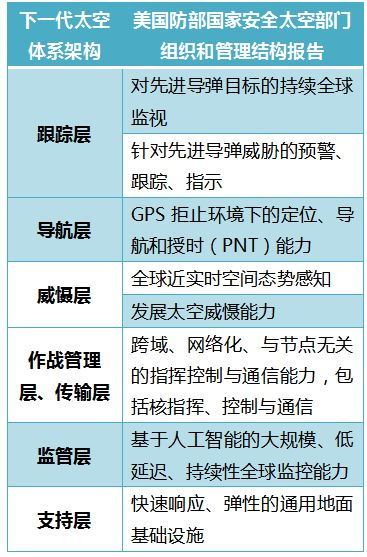 下一代太空
体系架构
美国防部国家安全太空部门
组织和管理结构报告
跟踪层
对先进导弹目标的持续全球
监视
针对先进导弹威胁的预警、
跟踪、指示
导航层
GPS 拒止环境下的定位、导
航和授时（PNT）能力
威慑层
全球近实时空间态势感知
发展太空威慑能力
作战管理
层、传输层
跨域、网络化、与节点无关
的指挥控制与通信能力，包
括核指挥、控制与通信
监管层
基于人工智能的大规模、低
延迟、持续性全球监控能力
支持层
快速响应、弹性的通用地面
基础设施